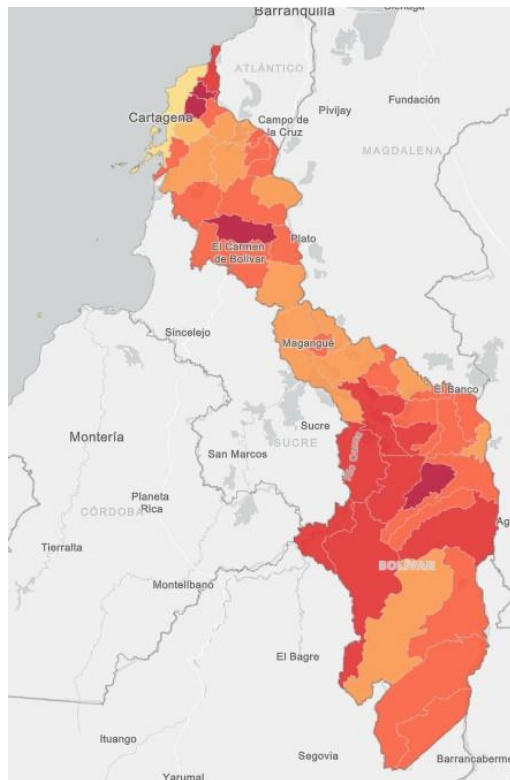 Barranquilla
ATLÁNTICO
Fundación
Pivijay
Cartagena
Campo de
la Cruz
MAGDALENA
Plato
El Carmen
de Bolívar
Sincelejo
Magangué
El Banco
Sucre
SUCRE
Montería
San Marcos
Planeta
Rica
CÓRDOBA
Ag
Tierralta
BOLÍVAR
Montelíbano
El Bagre
Ituango
Segovia
Barrancaberme
Yarumal